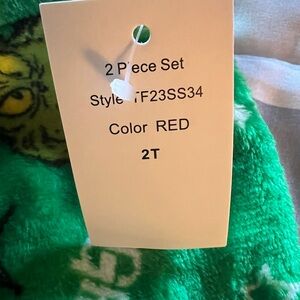 2 Piece Set
Style TF23SS34
Color RED
2T